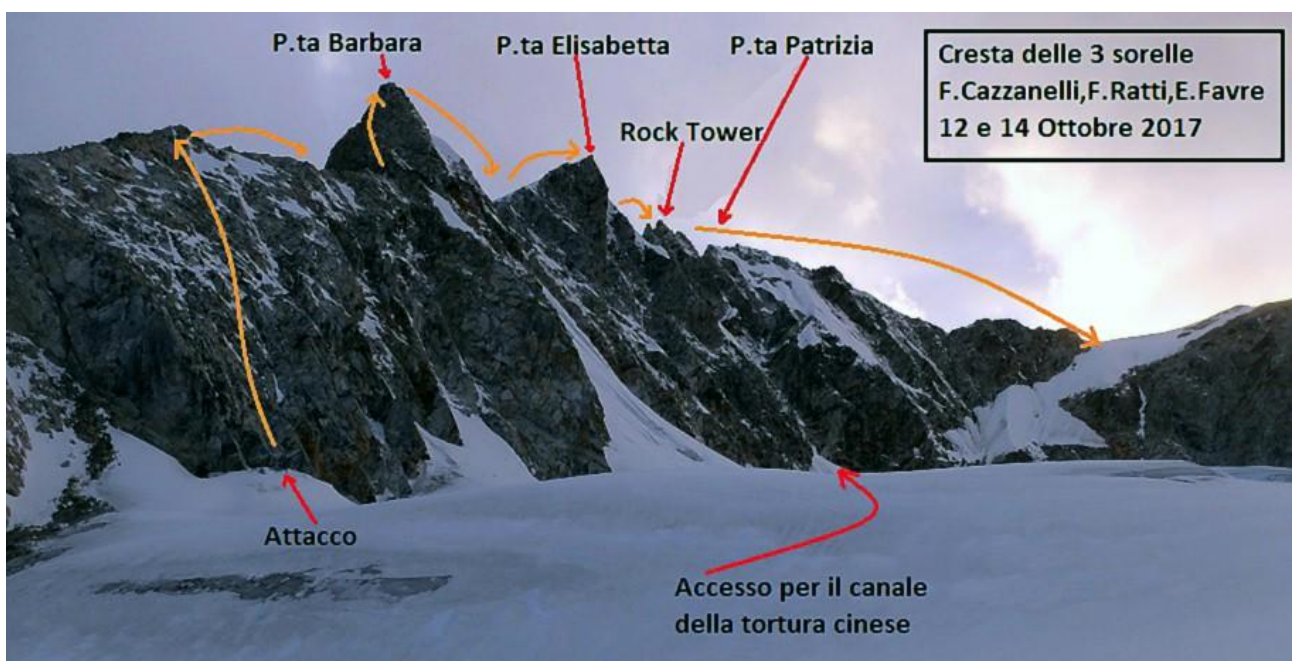 P.ta Barbara
P.ta Elisabetta
P.ta Patrizia
Cresta delle 3 sorelle
F.Cazzanelli,F.Ratti,E.Favre
12 e 14 Ottobre 2017
Rock Tower
Attacco
Accesso per il canale
della tortura cinese